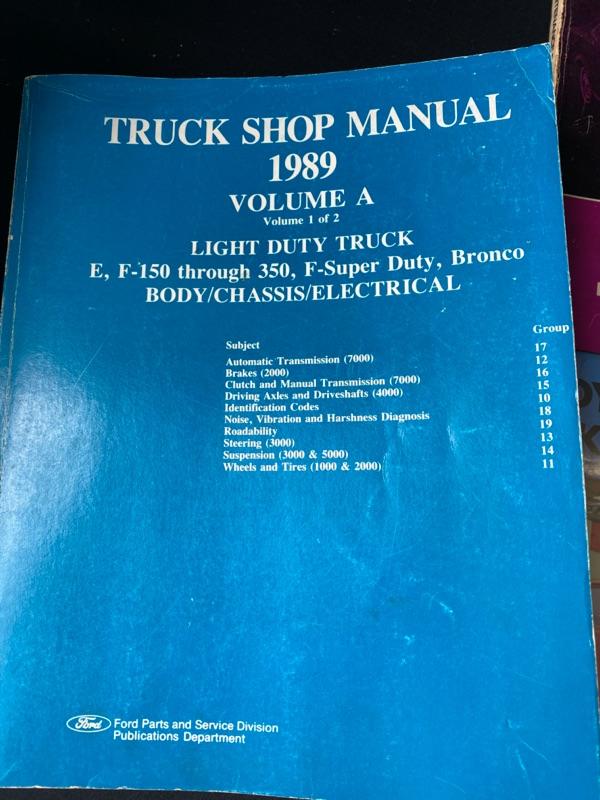 TRUCK SHOP MANUAL
1989
VOLUME A
Volume 1 of 2
LIGHT DUTY TRUCK
E, F-150 through 350, F-Super Duty, Bronco
BODY/CHASSIS/ELECTRICAL
Subject Group
Automatic Transmission (7000) 17
Brakes (2000) 12
Clutch and Manual Transmission (7000) 16
Driving Axles and Driveshafts (4000) 15
Identification Codes 10
Noise, Vibration and Harshness Diagnosis 18
Roadability 19
Steering (3000) 13
Suspension (3000 & 5000) 14
Wheels and Tires (1000 & 2000) 11
Ford Ford Parts and Service Division
Publications Department